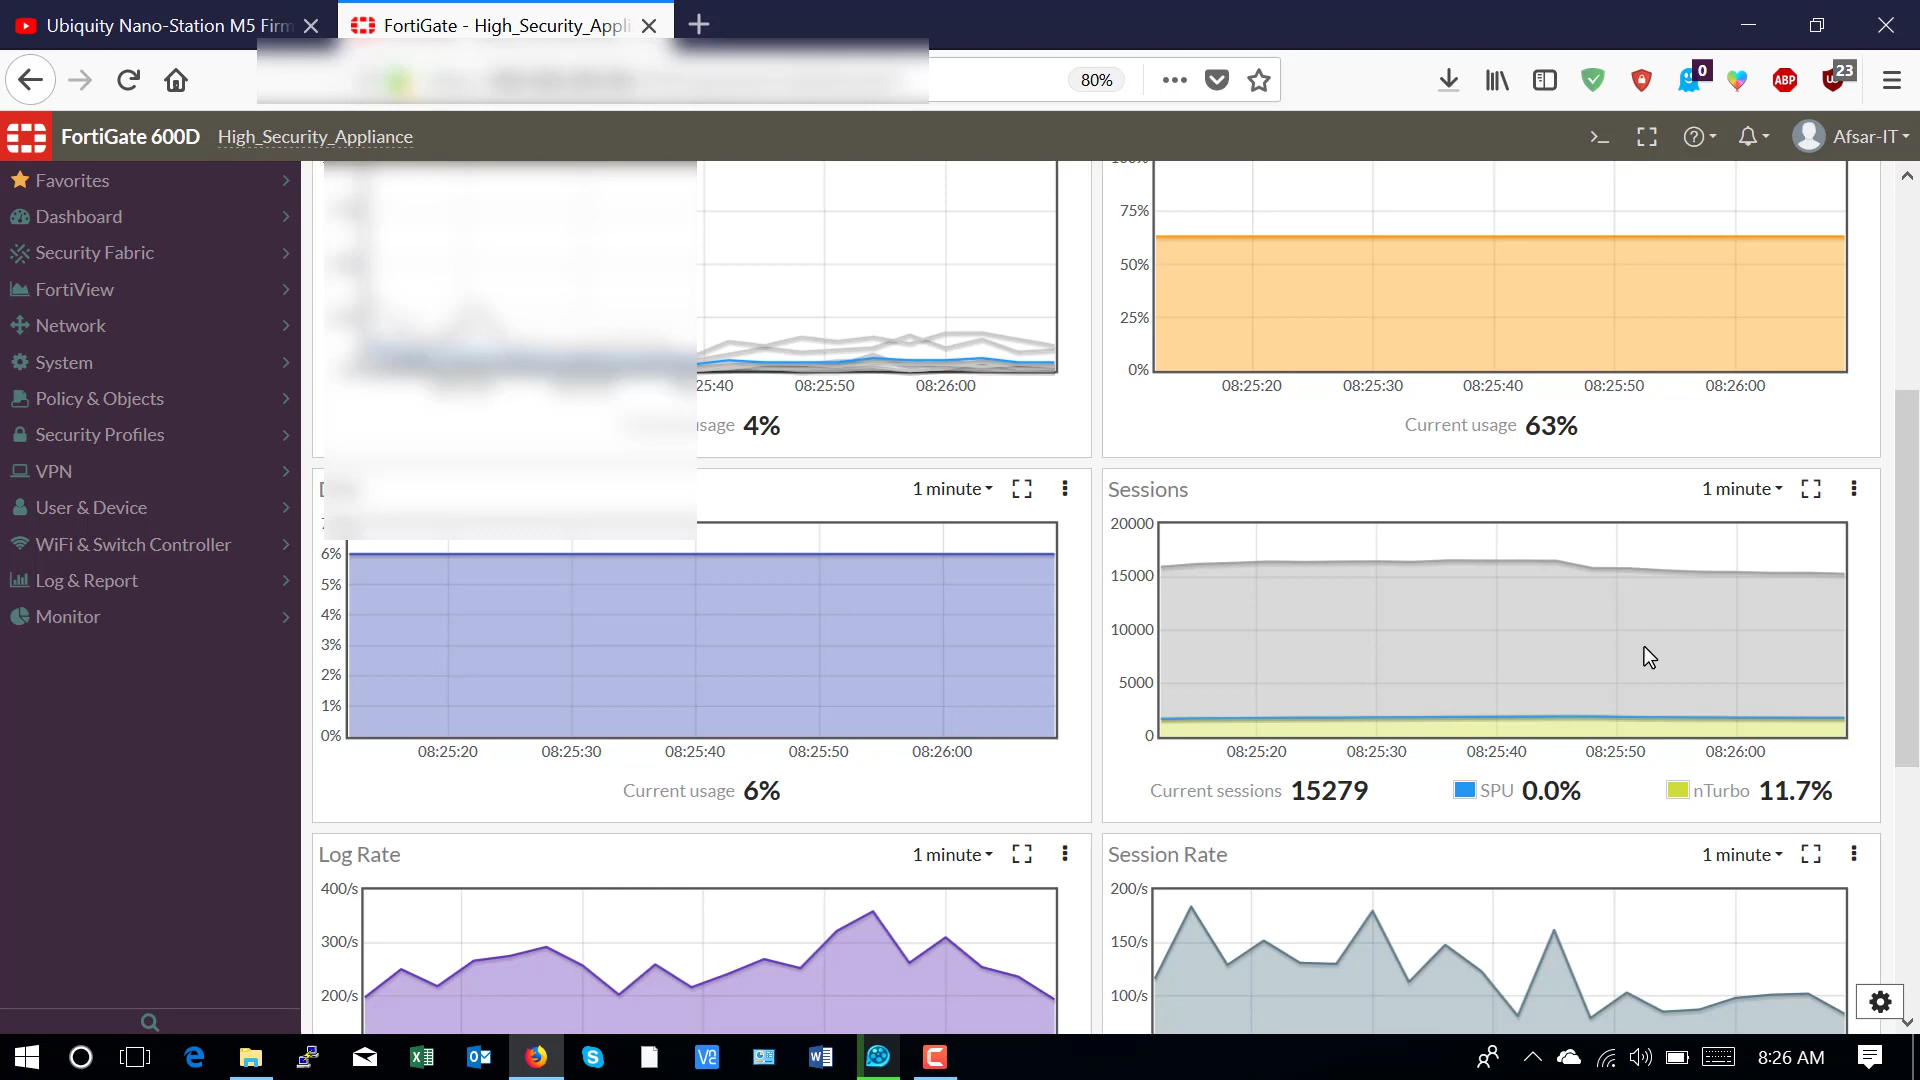 Ubiquity Nano-Station M5 Firm
FortiGate - High_Security_Appli
80%
0
ABP
23
FortiGate 600D
High_Security_Appliance
Afsar-IT
Favorites
Dashboard
Security Fabric
FortiView
Network
System
Policy & Objects
Security Profiles
VPN
User & Device
WiFi & Switch Controller
Log & Report
Monitor
25:40 08:25:50 08:26:00
usage 4%
100%
75%
50%
25%
0%
08:25:20 08:25:30 08:25:40 08:25:50 08:26:00
Current usage 63%
1 minute
6%
5%
4%
3%
2%
1%
0%
08:25:20 08:25:30 08:25:40 08:25:50 08:26:00
Current usage 6%
Sessions 1 minute
20000
15000
10000
5000
0
08:25:20 08:25:30 08:25:40 08:25:50 08:26:00
Current sessions 15279 SPU 0.0% nTurbo 11.7%
Log Rate 1 minute
400/s
300/s
200/s
Session Rate 1 minute
200/s
150/s
100/s
8:26 AM